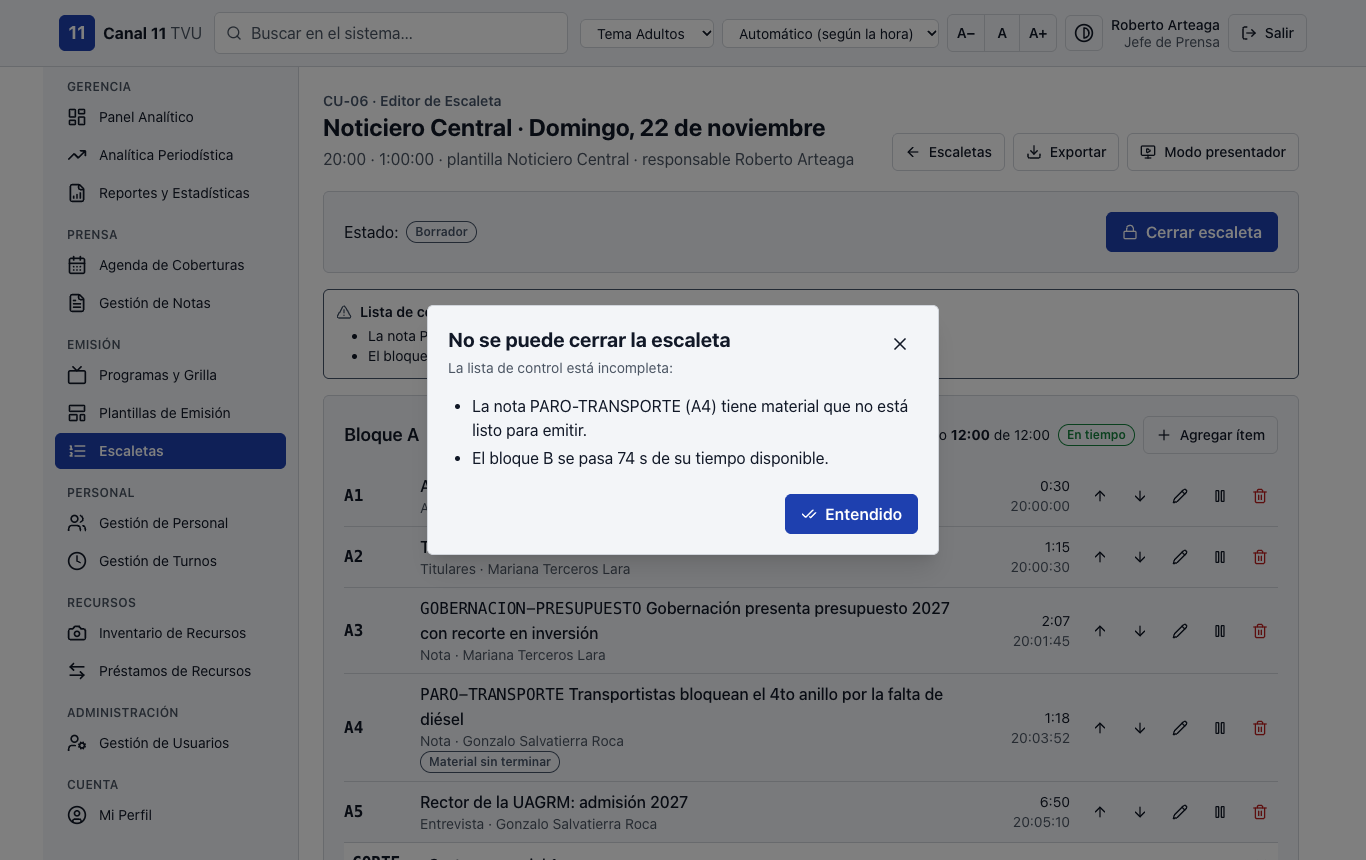 11 Canal 11 TVU
Buscar en el sistema...
Tema Adultos
Automático (según la hora)
A−
A
A+
Roberto Arteaga
Jefe de Prensa
Salir
GERENCIA
Panel Analítico
Analítica Periodística
Reportes y Estadísticas
PRENSA
Agenda de Coberturas
Gestión de Notas
EMISIÓN
Programas y Grilla
Plantillas de Emisión
Escaletas
PERSONAL
Gestión de Personal
Gestión de Turnos
RECURSOS
Inventario de Recursos
Préstamos de Recursos
ADMINISTRACIÓN
Gestión de Usuarios
CUENTA
Mi Perfil
CU-06 · Editor de Escaleta
Noticiero Central · Domingo, 22 de noviembre
20:00 · 1:00:00 · plantilla Noticiero Central · responsable Roberto Arteaga
Escaletas
Exportar
Modo presentador
Estado: Borrador
Cerrar escaleta
Lista de
La nota
El bloque
No se puede cerrar la escaleta
La lista de control está incompleta:
La nota PARO-TRANSPORTE (A4) tiene material que no está
listo para emitir.
El bloque B se pasa 74 s de su tiempo disponible.
Entendido
Bloque A
12:00 de 12:00 En tiempo
Agregar ítem
A1
0:30
20:00:00
A2
Titulares · Mariana Terceros Lara
1:15
20:00:30
A3
GOBERNACION-PRESUPUESTO Gobernación presenta presupuesto 2027
con recorte en inversión
Nota · Mariana Terceros Lara
2:07
20:01:45
A4
PARO-TRANSPORTE Transportistas bloquean el 4to anillo por la falta de
diésel
Nota · Gonzalo Salvatierra Roca
Material sin terminar
1:18
20:03:52
A5
Rector de la UAGRM: admisión 2027
Entrevista · Gonzalo Salvatierra Roca
6:50
20:05:10